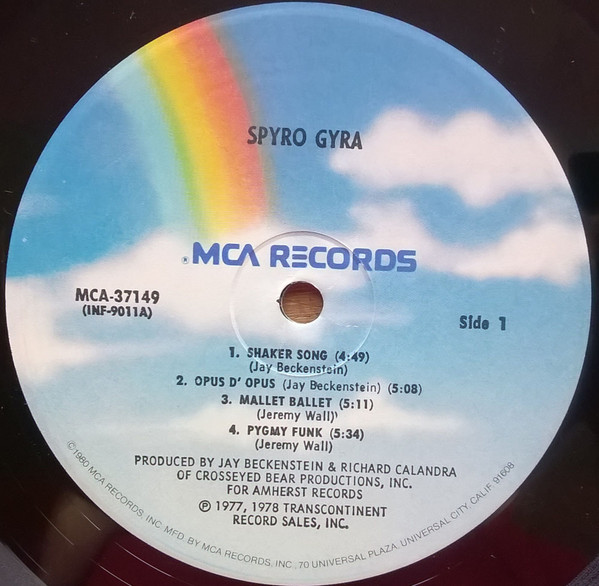 SPYRO GYRA
MCA RECORDS
MCA-37149
(INF-9011A)
Side 1
1. SHAKER SONG (4:49)
(Jay Beckenstein)
2. OPUS D' OPUS (Jay Beckenstein) (5:08)
3. MALLET BALLET (5:11)
(Jeremy Wall)
4. PYGMY FUNK (5:34)
(Jeremy Wall)
PRODUCED BY JAY BECKENSTEIN & RICHARD CALANDRA
OF CROSSEYED BEAR PRODUCTIONS, INC.
FOR AMHERST RECORDS
℗ 1977, 1978 TRANSCONTINENT
RECORD SALES, INC.
©1980 MCA RECORDS, INC. MFD. BY MCA RECORDS, INC., 70 UNIVERSAL PLAZA, UNIVERSAL CITY, CALIF. 91608